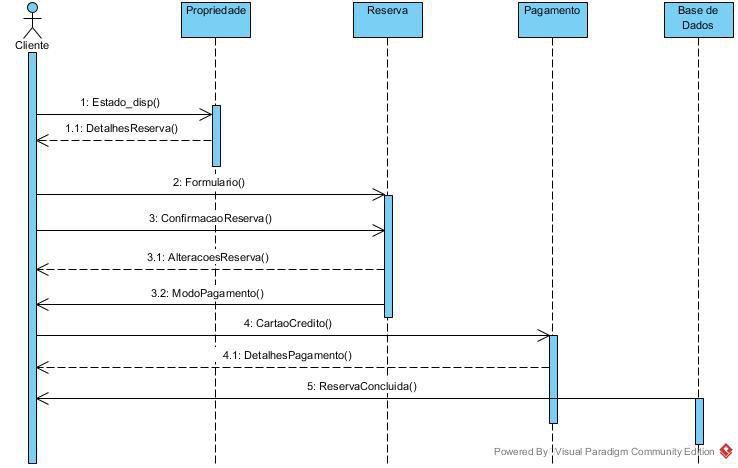 Propriedade
Reserva
Pagamento
Base de
Dados
Cliente
1: Estado_disp()
1.1: DetalhesReserva()
2: Formulario()
3: ConfirmacaoReserva()
3.1: AlteracoesReserva()
3.2: ModoPagamento()
4: CartaoCredito()
4.1: DetalhesPagamento()
5: ReservaConcluida()
Powered By Visual Paradigm Community Edition